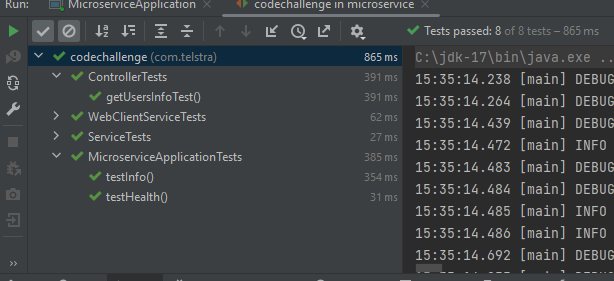 Run: MicroserviceApplication codechallenge in microservice
Tests passed: 8 of 8 tests – 865 ms
codechallenge (com.telstra) 865 ms
ControllerTests 391 ms
getUsersInfoTest() 391 ms
WebClientServiceTests 62 ms
ServiceTests 27 ms
MicroserviceApplicationTests 385 ms
testInfo() 354 ms
testHealth() 31 ms
C:\jdk-17\bin\java.exe ..
15:35:14.238 [main] DEBUG
15:35:14.264 [main] DEBUG
15:35:14.439 [main] DEBUG
15:35:14.472 [main] INFO
15:35:14.483 [main] DEBUG
15:35:14.484 [main] DEBUG
15:35:14.485 [main] INFO
15:35:14.486 [main] INFO
15:35:14.692 [main] DEBUG